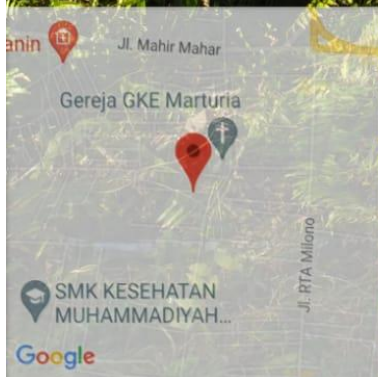 anin
Jl. Mahir Mahar
Gereja GKE Marturia
Jl. RTA Milono
SMK KESEHATAN
MUHAMMADIYAH...
Google